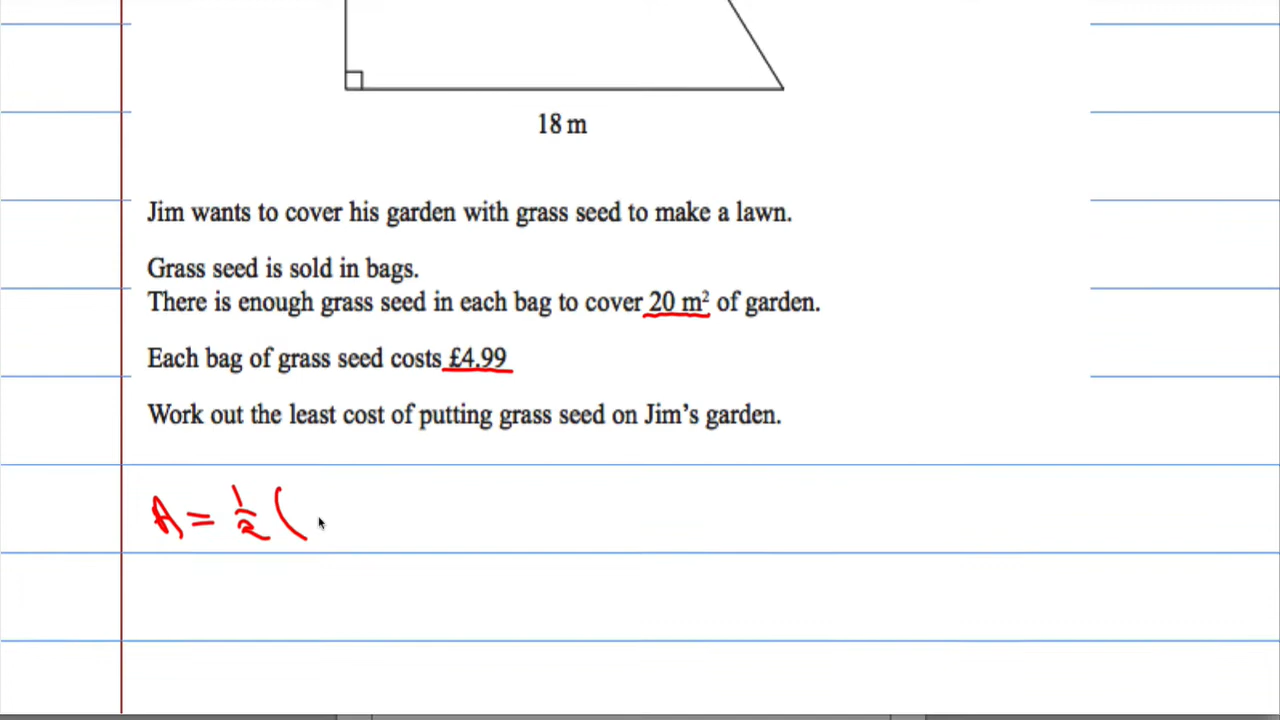 18 m
Jim wants to cover his garden with grass seed to make a lawn.
Grass seed is sold in bags.
There is enough grass seed in each bag to cover 20 m² of garden.
Each bag of grass seed costs £4.99
Work out the least cost of putting grass seed on Jim's garden.
A = ½ (